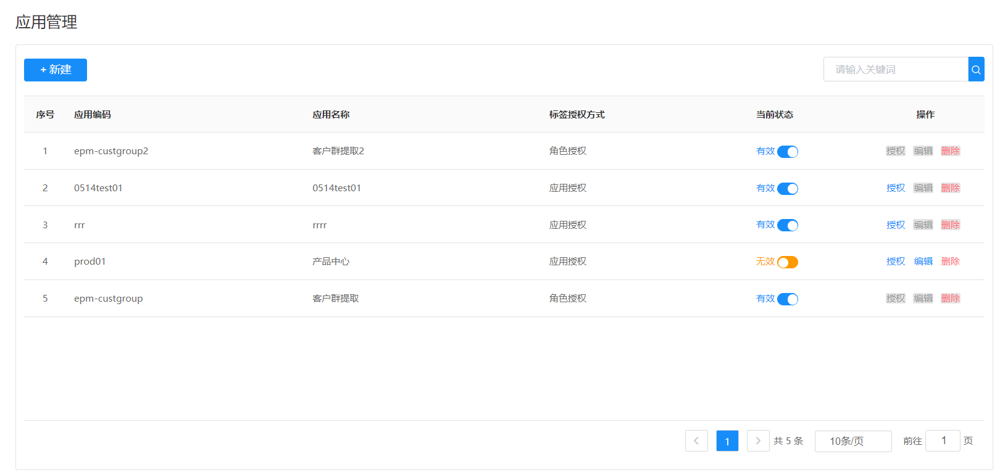 应用管理
+ 新建
请输入关键词
序号 应用编码 应用名称 标签授权方式 当前状态 操作
1 epm-custgroup2 客户群提取2 角色授权 有效 授权 编辑 删除
2 0514test01 0514test01 应用授权 有效 授权 编辑 删除
3 rrr rrrr 应用授权 有效 授权 编辑 删除
4 prod01 产品中心 应用授权 无效 授权 编辑 删除
5 epm-custgroup 客户群提取 角色授权 有效 授权 编辑 删除
1 共 5 条 10条/页 前往 1 页